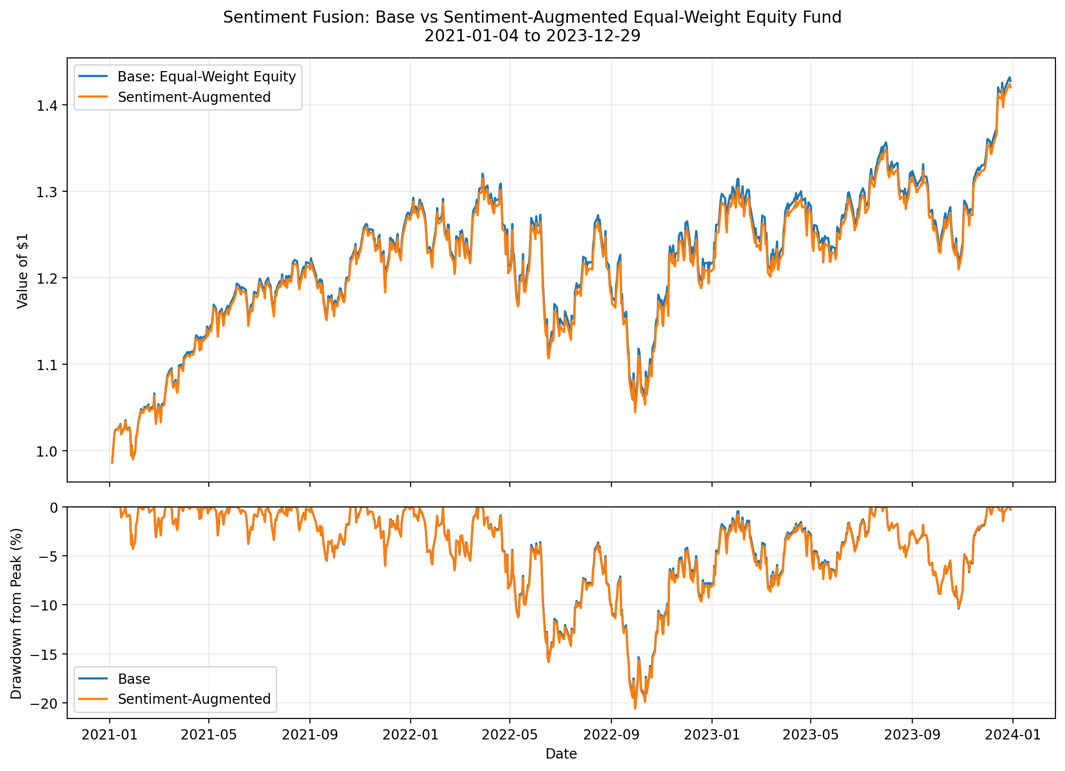 Sentiment Fusion: Base vs Sentiment-Augmented Equal-Weight Equity Fund
2021-01-04 to 2023-12-29
Base: Equal-Weight Equity
Sentiment-Augmented
Value of $1
1.4
1.3
1.2
1.1
1.0
Drawdown from Peak (%)
0
−5
−10
−15
−20
Base
Sentiment-Augmented
2021-01 2021-05 2021-09 2022-01 2022-05 2022-09 2023-01 2023-05 2023-09 2024-01
Date